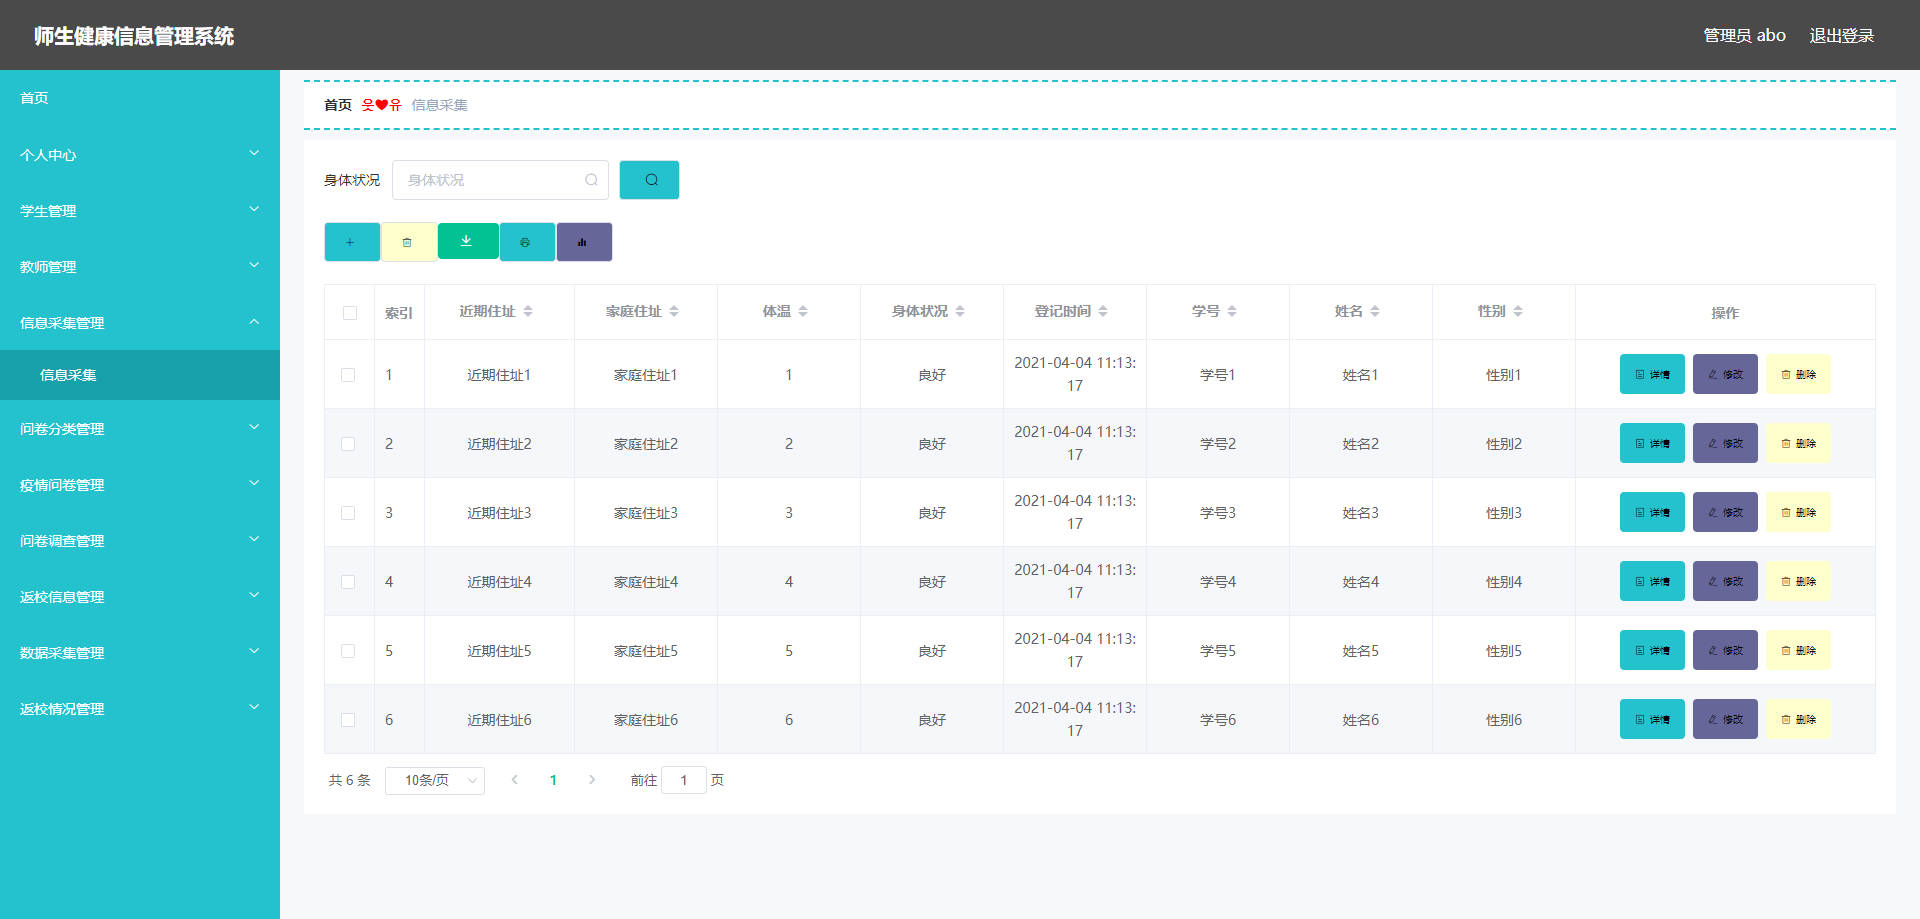 师生健康信息管理系统
管理员 abo 退出登录
首页
个人中心
学生管理
教师管理
信息采集管理
信息采集
问卷分类管理
疫情问卷管理
问卷调查管理
返校信息管理
数据采集管理
返校情况管理
首页 웃❤유 信息采集
身体状况 身体状况
索引 近期住址 家庭住址 体温 身体状况 登记时间 学号 姓名 性别 操作
1 近期住址1 家庭住址1 1 良好 2021-04-04 11:13:17 学号1 姓名1 性别1 详情 修改 删除
2 近期住址2 家庭住址2 2 良好 2021-04-04 11:13:17 学号2 姓名2 性别2 详情 修改 删除
3 近期住址3 家庭住址3 3 良好 2021-04-04 11:13:17 学号3 姓名3 性别3 详情 修改 删除
4 近期住址4 家庭住址4 4 良好 2021-04-04 11:13:17 学号4 姓名4 性别4 详情 修改 删除
5 近期住址5 家庭住址5 5 良好 2021-04-04 11:13:17 学号5 姓名5 性别5 详情 修改 删除
6 近期住址6 家庭住址6 6 良好 2021-04-04 11:13:17 学号6 姓名6 性别6 详情 修改 删除
共 6 条 10条/页 1 前往 1 页